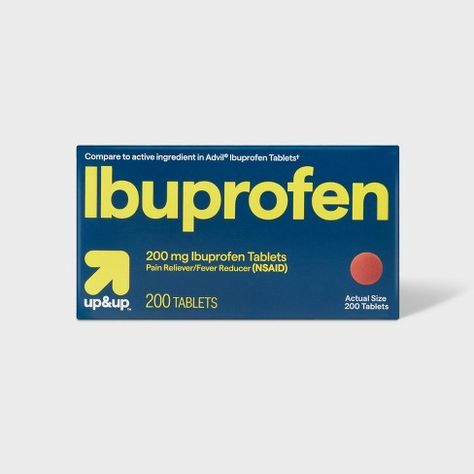 Compare to active ingredient in Advil® Ibuprofen Tablets†
Ibuprofen
200 mg Ibuprofen Tablets
Pain Reliever/Fever Reducer (NSAID)
up&up™
200 TABLETS
Actual Size
200 Tablets